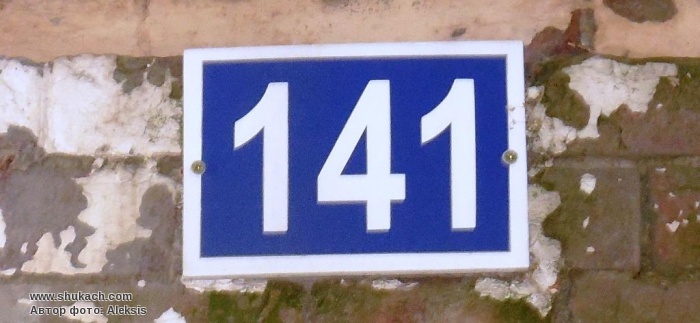 141
www.shukach.com
Автор фото: Aleksis